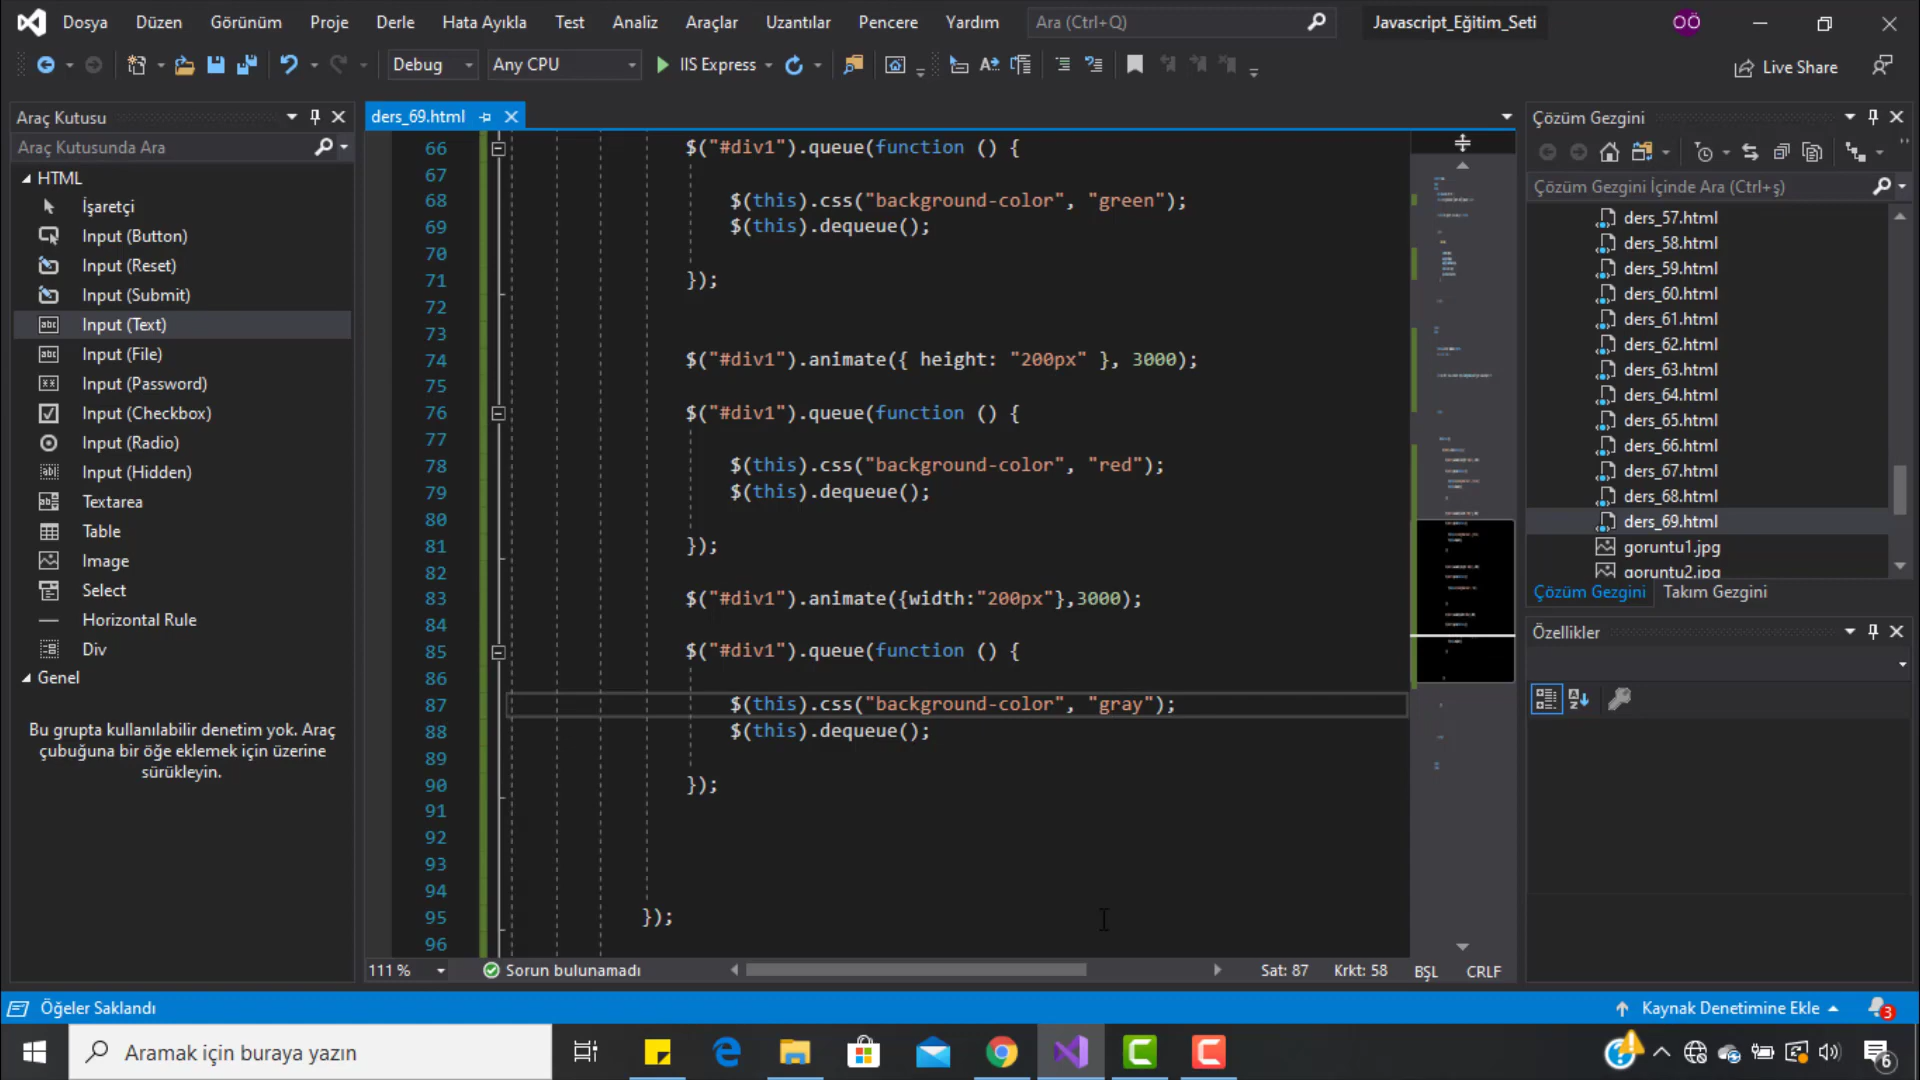 Dosya Düzen Görünüm Proje Derle Hata Ayıkla Test Analiz Araçlar Uzantılar Pencere Yardım Ara (Ctrl+Q) Javascript_Eğitim_Seti OÖ
Debug Any CPU IIS Express Live Share
Araç Kutusu
Araç Kutusunda Ara
HTML
İşaretçi
Input (Button)
Input (Reset)
Input (Submit)
Input (Text)
Input (File)
Input (Password)
Input (Checkbox)
Input (Radio)
Input (Hidden)
Textarea
Table
Image
Select
Horizontal Rule
Div
Genel
Bu grupta kullanılabilir denetim yok. Araç
çubuğuna bir öğe eklemek için üzerine
sürükleyin.
ders_69.html
66 $("#div1").queue(function () {
67
68 $(this).css("background-color", "green");
69 $(this).dequeue();
70
71 });
72
73
74 $("#div1").animate({ height: "200px" }, 3000);
75
76 $("#div1").queue(function () {
77
78 $(this).css("background-color", "red");
79 $(this).dequeue();
80
81 });
82
83 $("#div1").animate({width:"200px"},3000);
84
85 $("#div1").queue(function () {
86
87 $(this).css("background-color", "gray");
88 $(this).dequeue();
89
90 });
91
92
93
94
95 });
96
111 % Sorun bulunamadı Sat: 87 Krkt: 58 BŞL CRLF
Çözüm Gezgini
Çözüm Gezgini İçinde Ara (Ctrl+ş)
ders_57.html
ders_58.html
ders_59.html
ders_60.html
ders_61.html
ders_62.html
ders_63.html
ders_64.html
ders_65.html
ders_66.html
ders_67.html
ders_68.html
ders_69.html
goruntu1.jpg
goruntu2.jpg
Çözüm Gezgini Takım Gezgini
Özellikler
Öğeler Saklandı Kaynak Denetimine Ekle 3
Aramak için buraya yazın 6